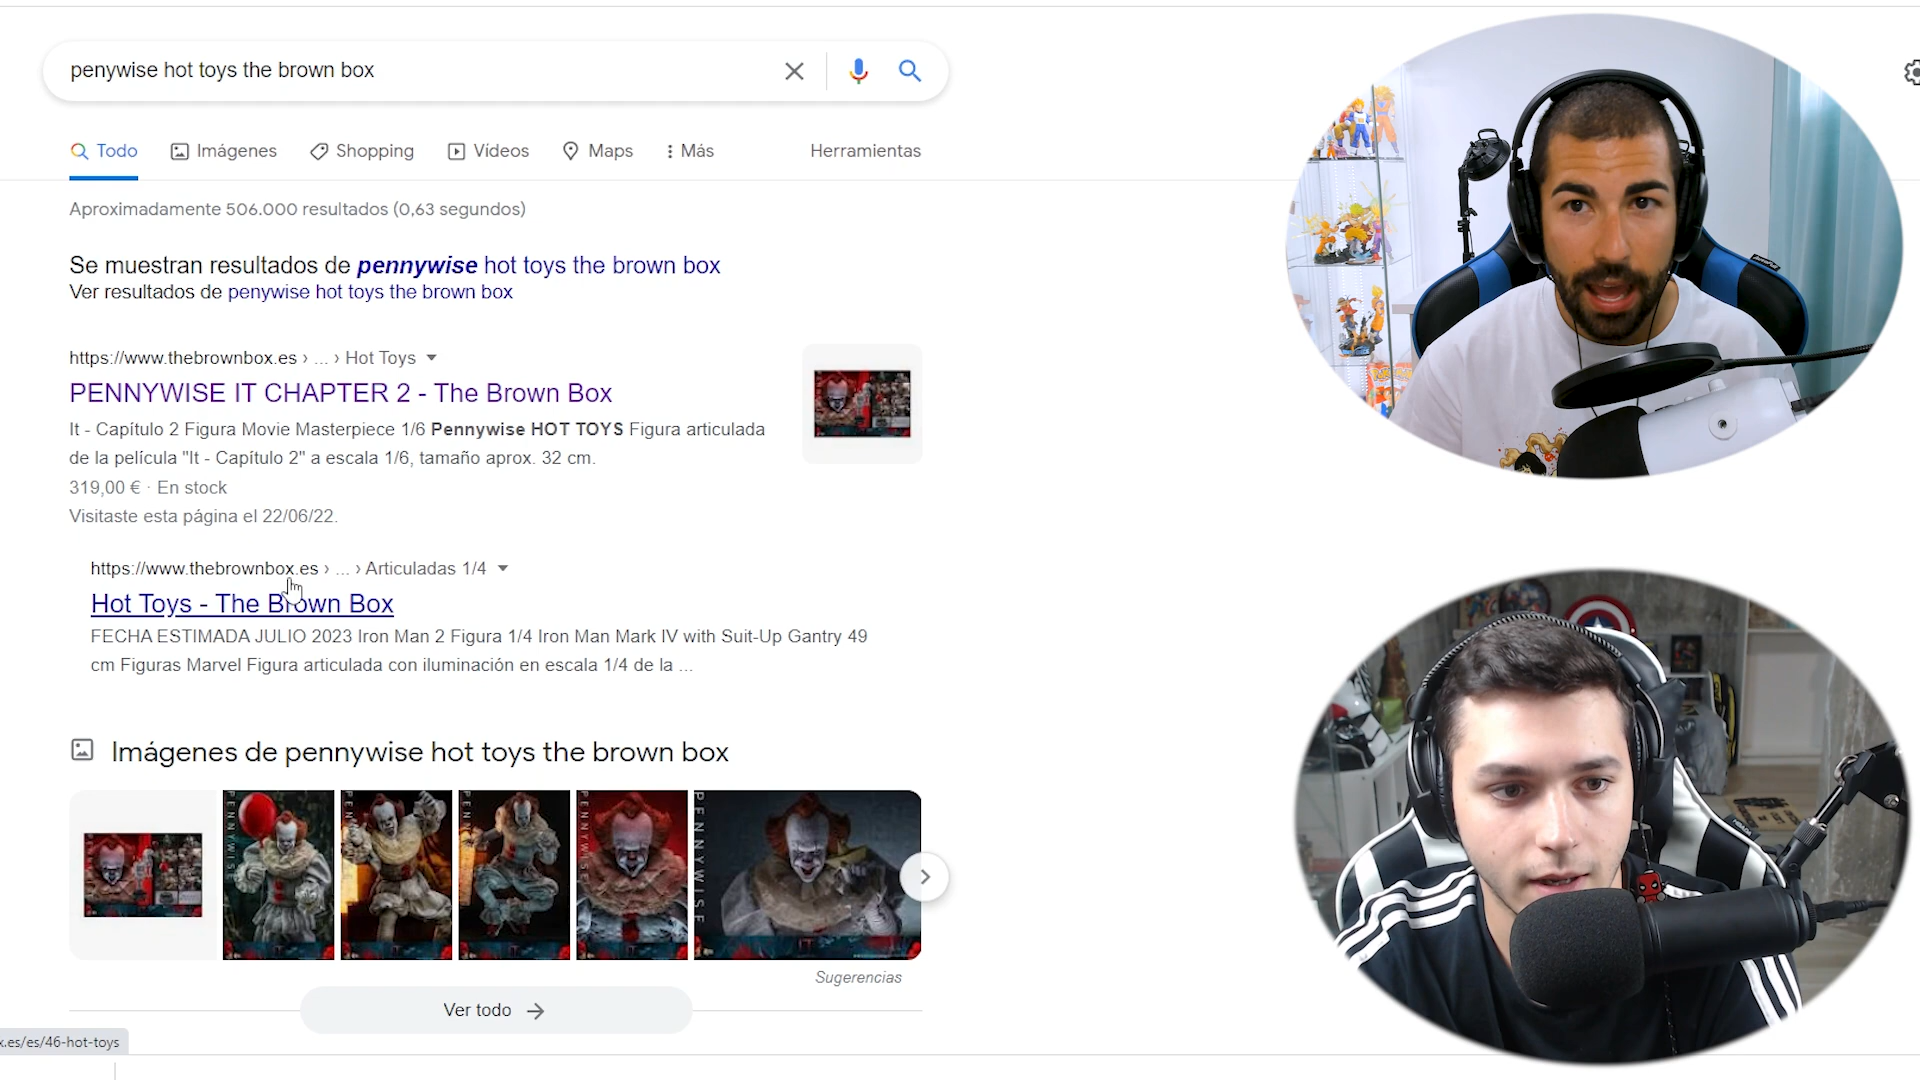 penywise hot toys the brown box
Todo
Imágenes
Shopping
Vídeos
Maps
Más
Herramientas
Aproximadamente 506.000 resultados (0,63 segundos)
Se muestran resultados de pennywise hot toys the brown box
Ver resultados de penywise hot toys the brown box
https://www.thebrownbox.es › ... › Hot Toys
PENNYWISE IT CHAPTER 2 - The Brown Box
It - Capítulo 2 Figura Movie Masterpiece 1/6 Pennywise HOT TOYS Figura articulada
de la película "It - Capítulo 2" a escala 1/6, tamaño aprox. 32 cm.
319,00 € · En stock
Visitaste esta página el 22/06/22.
https://www.thebrownbox.es › ... › Articuladas 1/4
Hot Toys - The Brown Box
FECHA ESTIMADA JULIO 2023 Iron Man 2 Figura 1/4 Iron Man Mark IV with Suit-Up Gantry 49
cm Figuras Marvel Figura articulada con iluminación en escala 1/4 de la ...
Imágenes de pennywise hot toys the brown box
PENNYWISE
PENNYWISE
Sugerencias
Ver todo
x.es/es/46-hot-toys